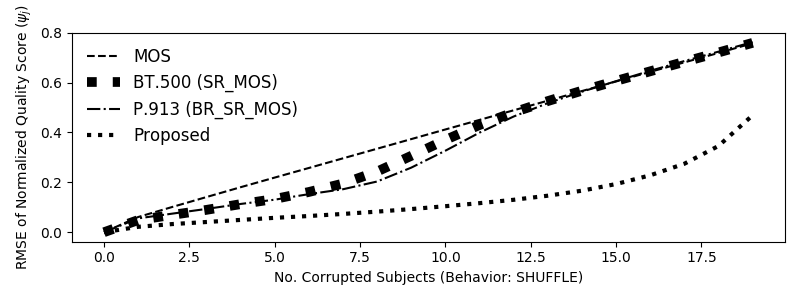 RMSE of Normalized Quality Score (ψⱼ)
0.8
0.6
0.4
0.2
0.0
MOS
BT.500 (SR_MOS)
P.913 (BR_SR_MOS)
Proposed
0.0 2.5 5.0 7.5 10.0 12.5 15.0 17.5
No. Corrupted Subjects (Behavior: SHUFFLE)